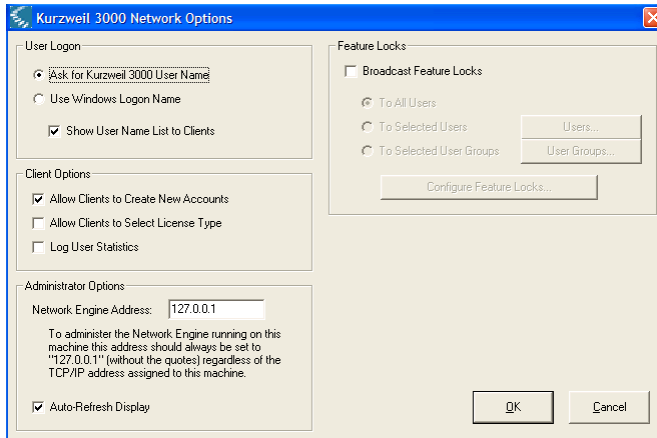 Kurzweil 3000 Network Options
User Logon
Ask for Kurzweil 3000 User Name
Use Windows Logon Name
Show User Name List to Clients
Client Options
Allow Clients to Create New Accounts
Allow Clients to Select License Type
Log User Statistics
Administrator Options
Network Engine Address: 127.0.0.1
To administer the Network Engine running on this
machine this address should always be set to
"127.0.0.1" (without the quotes) regardless of the
TCP/IP address assigned to this machine.
Auto-Refresh Display
Feature Locks
Broadcast Feature Locks
To All Users
To Selected Users Users...
To Selected User Groups User Groups...
Configure Feature Locks...
OK Cancel